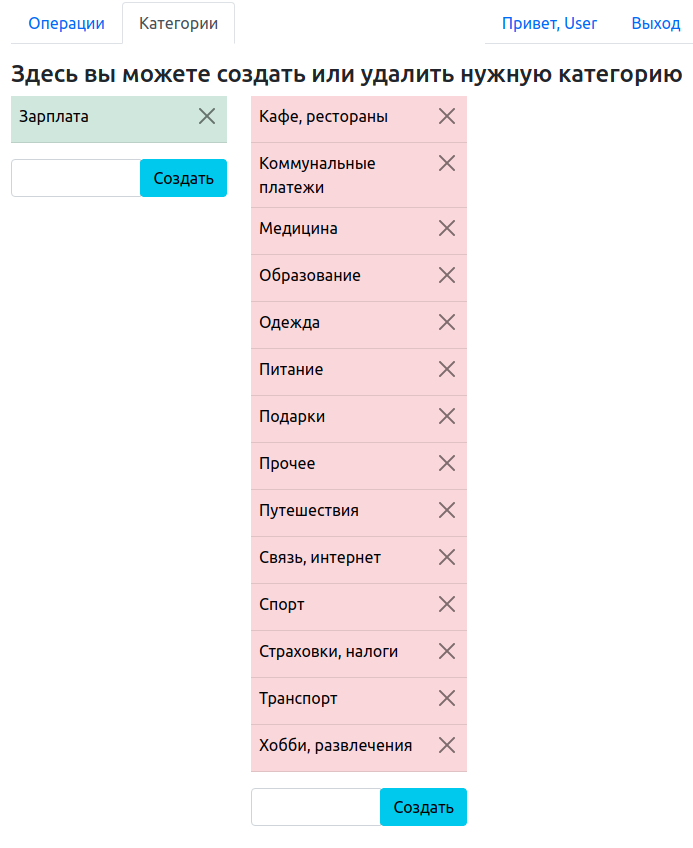 Операции
Категории
Привет, User
Выход
Здесь вы можете создать или удалить нужную категорию
Зарплата
Создать
Кафе, рестораны
Коммунальные
платежи
Медицина
Образование
Одежда
Питание
Подарки
Прочее
Путешествия
Связь, интернет
Спорт
Страховки, налоги
Транспорт
Хобби, развлечения
Создать